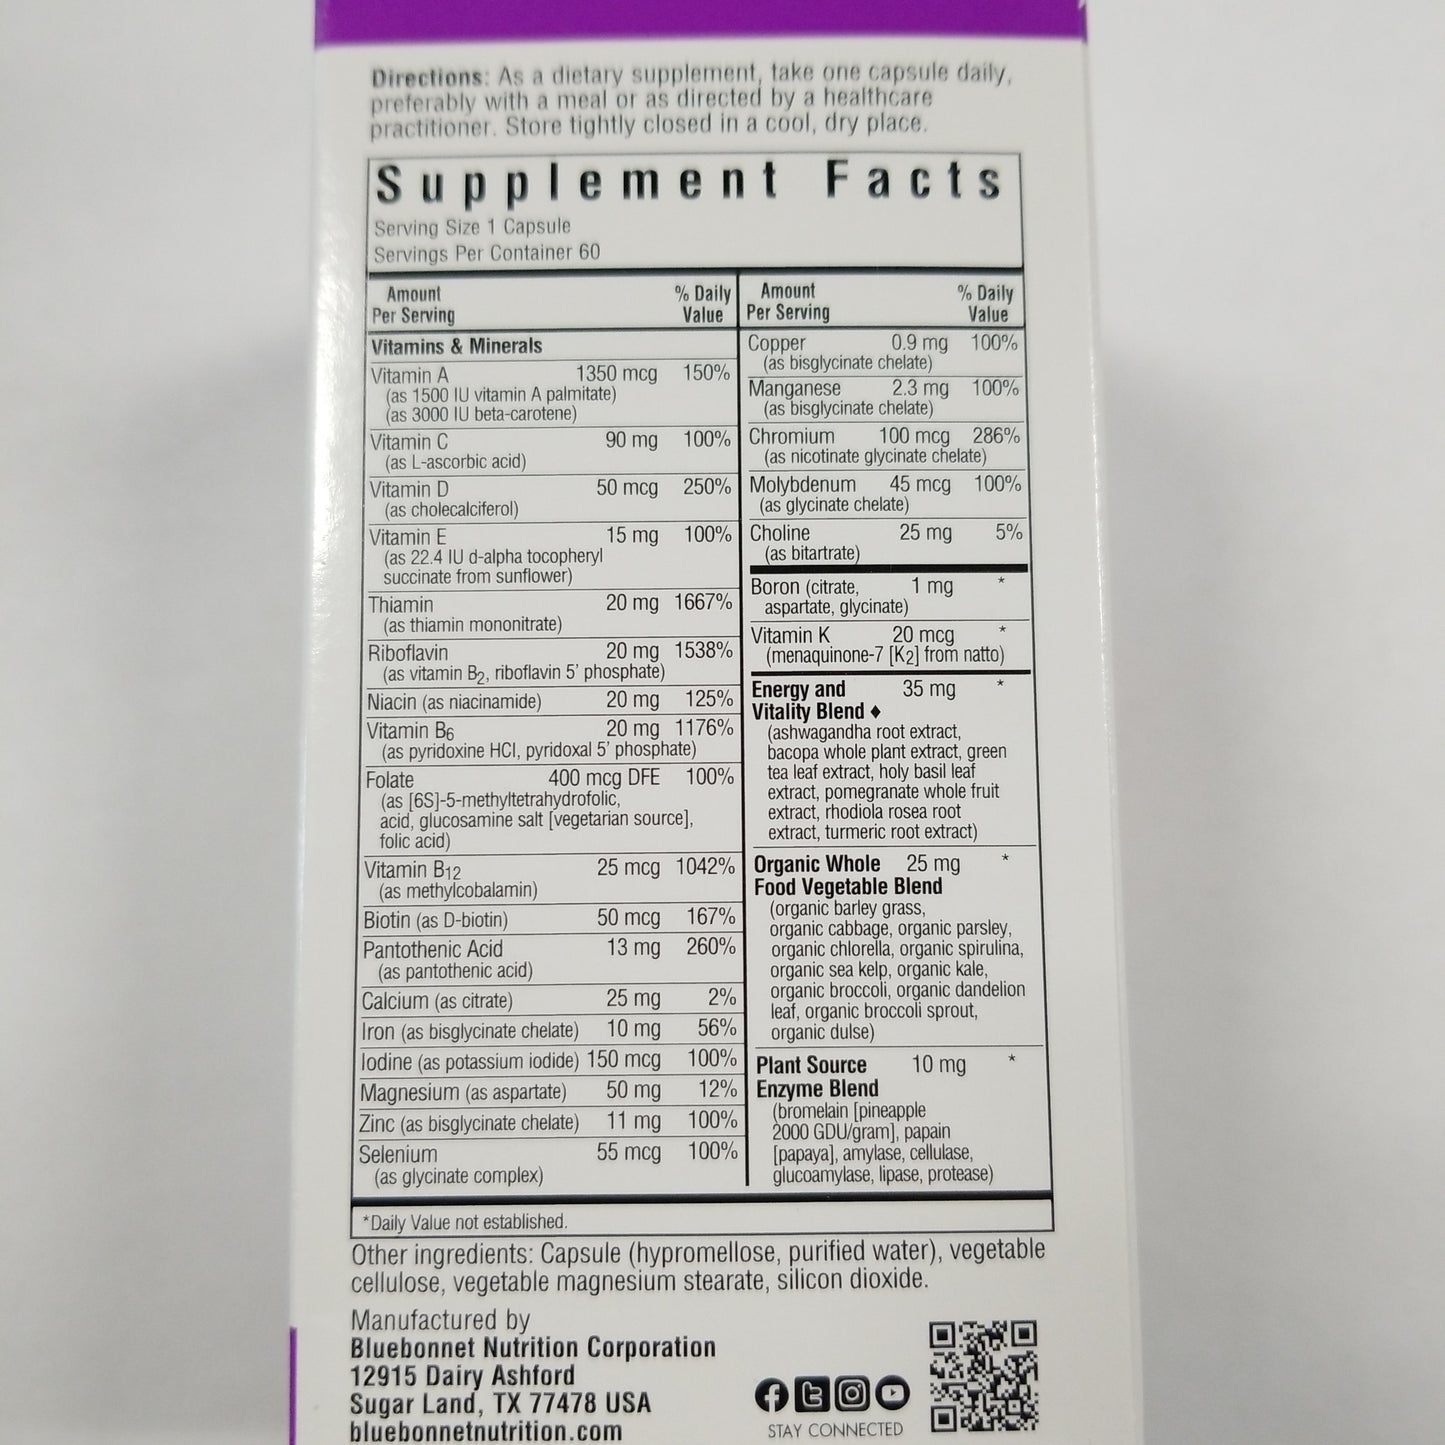 Directions: As a dietary supplement, take one capsule daily,
preferably with a meal or as directed by a healthcare
practitioner. Store tightly closed in a cool, dry place.
Supplement Facts
Serving Size 1 Capsule
Servings Per Container 60
Amount % Daily
Per Serving Value
Vitamins & Minerals
Vitamin A 1350 mcg 150%
(as 1500 IU vitamin A palmitate)
(as 3000 IU beta-carotene)
Vitamin C 90 mg 100%
(as L-ascorbic acid)
Vitamin D 50 mcg 250%
(as cholecalciferol)
Vitamin E 15 mg 100%
(as 22.4 IU d-alpha tocopheryl
succinate from sunflower)
Thiamin 20 mg 1667%
(as thiamin mononitrate)
Riboflavin 20 mg 1538%
(as vitamin B2, riboflavin 5' phosphate)
Niacin (as niacinamide) 20 mg 125%
Vitamin B6 20 mg 1176%
(as pyridoxine HCl, pyridoxal 5' phosphate)
Folate 400 mcg DFE 100%
(as [6S]-5-methyltetrahydrofolic,
acid, glucosamine salt [vegetarian source],
folic acid)
Vitamin B12 25 mcg 1042%
(as methylcobalamin)
Biotin (as D-biotin) 50 mcg 167%
Pantothenic Acid 13 mg 260%
(as pantothenic acid)
Calcium (as citrate) 25 mg 2%
Iron (as bisglycinate chelate) 10 mg 56%
Iodine (as potassium iodide) 150 mcg 100%
Magnesium (as aspartate) 50 mg 12%
Zinc (as bisglycinate chelate) 11 mg 100%
Selenium 55 mcg 100%
(as glycinate complex)
Amount % Daily
Per Serving Value
Copper 0.9 mg 100%
(as bisglycinate chelate)
Manganese 2.3 mg 100%
(as bisglycinate chelate)
Chromium 100 mcg 286%
(as nicotinate glycinate chelate)
Molybdenum 45 mcg 100%
(as glycinate chelate)
Choline 25 mg 5%
(as bitartrate)
Boron (citrate, 1 mg *
aspartate, glycinate)
Vitamin K 20 mcg *
(menaquinone-7 [K2] from natto)
Energy and 35 mg *
Vitality Blend ♦
(ashwagandha root extract,
bacopa whole plant extract, green
tea leaf extract, holy basil leaf
extract, pomegranate whole fruit
extract, rhodiola rosea root
extract, turmeric root extract)
Organic Whole 25 mg *
Food Vegetable Blend
(organic barley grass,
organic cabbage, organic parsley,
organic chlorella, organic spirulina,
organic sea kelp, organic kale,
organic broccoli, organic dandelion
leaf, organic broccoli sprout,
organic dulse)
Plant Source 10 mg *
Enzyme Blend
(bromelain [pineapple
2000 GDU/gram], papain
[papaya], amylase, cellulase,
glucoamylase, lipase, protease)
*Daily Value not established.
Other ingredients: Capsule (hypromellose, purified water), vegetable
cellulose, vegetable magnesium stearate, silicon dioxide.
Manufactured by
Bluebonnet Nutrition Corporation
12915 Dairy Ashford
Sugar Land, TX 77478 USA
bluebonnetnutrition.com
STAY CONNECTED